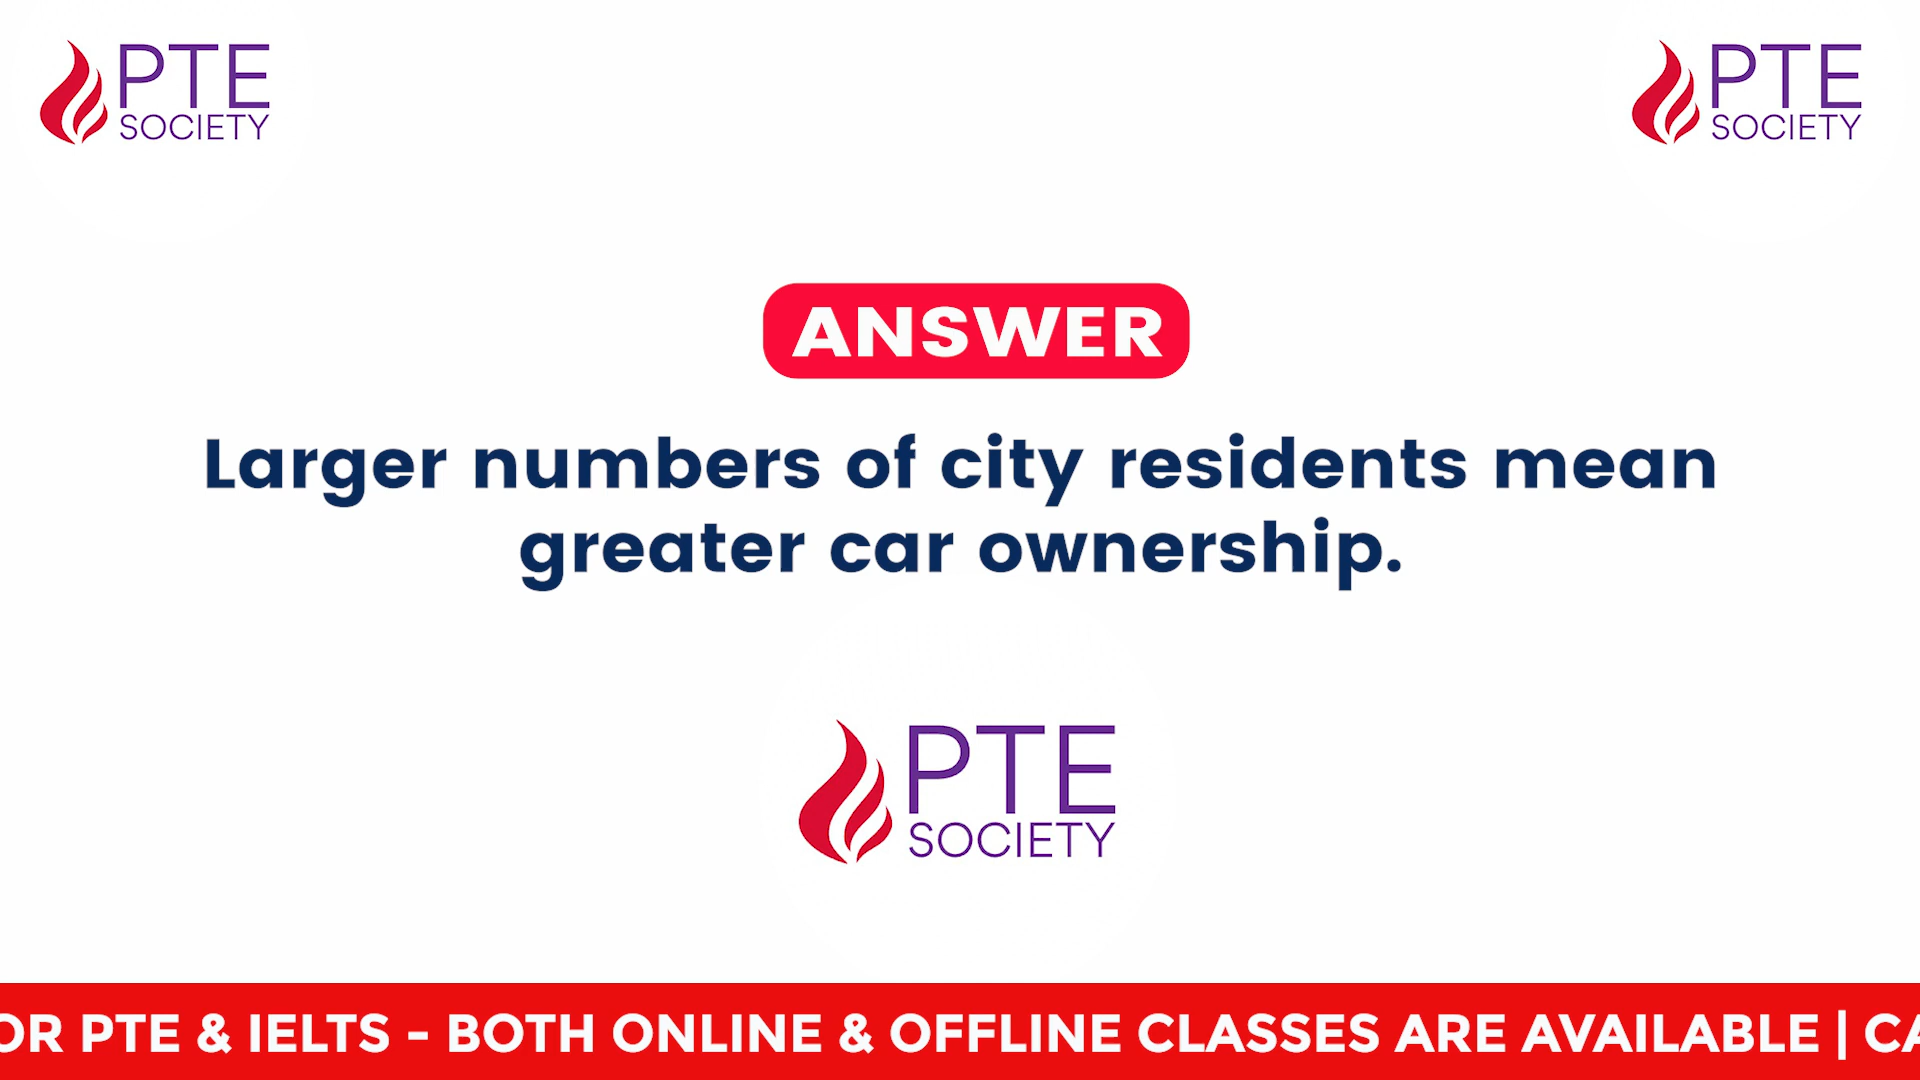 PTE
SOCIETY
PTE
SOCIETY
ANSWER
Larger numbers of city residents mean
greater car ownership.
PTE
SOCIETY
OR PTE & IELTS - BOTH ONLINE & OFFLINE CLASSES ARE AVAILABLE | CA